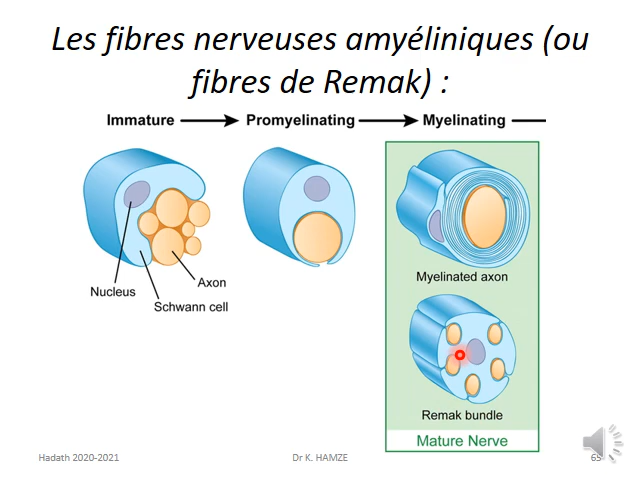 Les fibres nerveuses amyéliniques (ou
fibres de Remak) :
Immature
Promyelinating
Myelinating
Nucleus
Axon
Schwann cell
Myelinated axon
Remak bundle
Mature Nerve
Hadath 2020-2021
Dr K. HAMZE
65